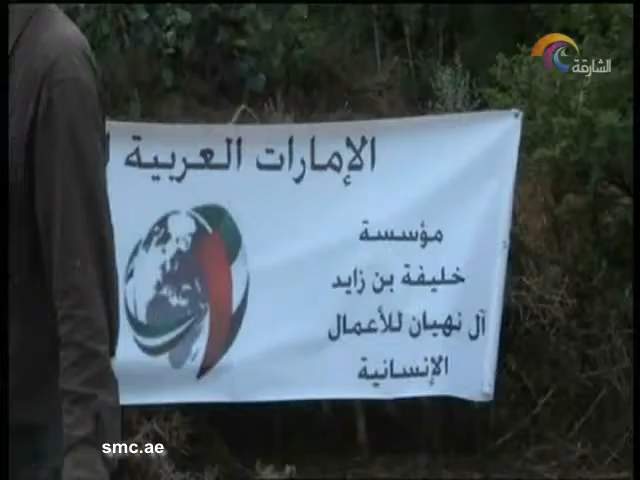 الشارقة
الإمارات العربية ا
مؤسسة
خليفة بن زايد
آل نهيان للأعمال
الإنسانية
smc.ae